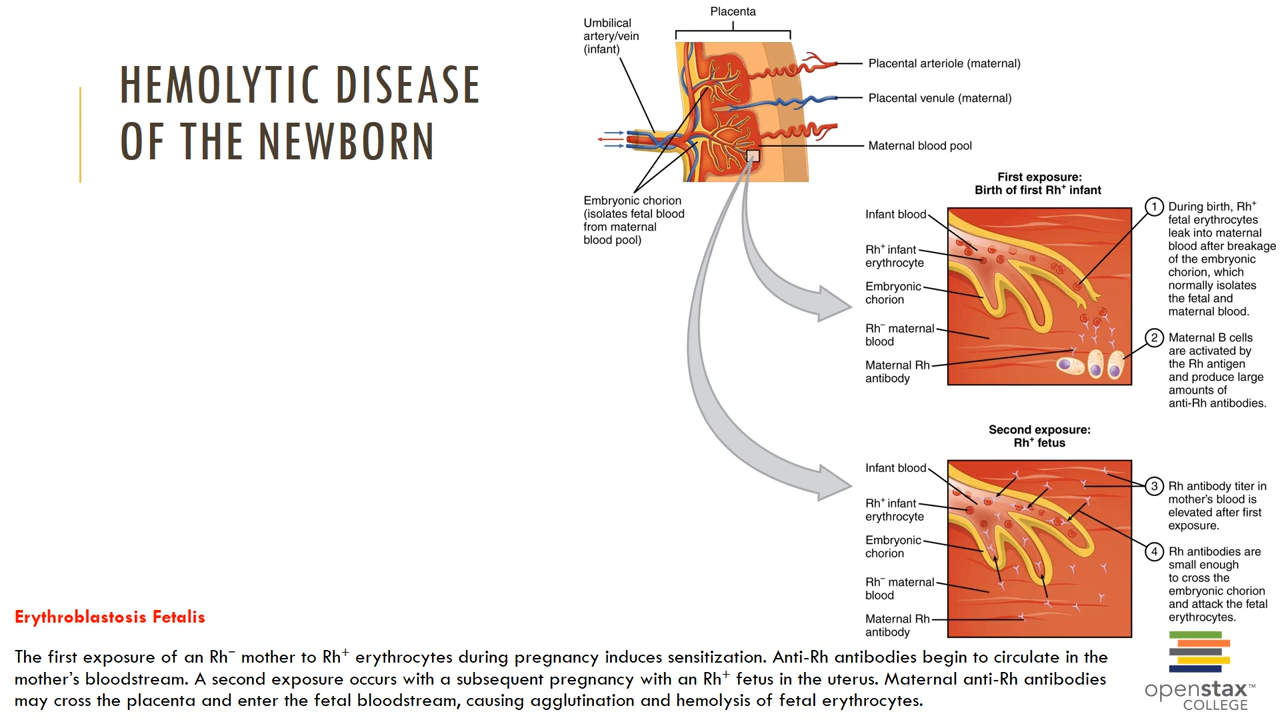 HEMOLYTIC DISEASE
OF THE NEWBORN
Placenta
Umbilical
artery/vein
(infant)
Placental arteriole (maternal)
Placental venule (maternal)
Maternal blood pool
Embryonic chorion
(isolates fetal blood
from maternal
blood pool)
First exposure:
Birth of first Rh⁺ infant
Infant blood
Rh⁺ infant
erythrocyte
Embryonic
chorion
Rh⁻ maternal
blood
Maternal Rh
antibody
1 During birth, Rh⁺
fetal erythrocytes
leak into maternal
blood after breakage
of the embryonic
chorion, which
normally isolates
the fetal and
maternal blood.
2 Maternal B cells
are activated by
the Rh antigen
and produce large
amounts of
anti-Rh antibodies.
Second exposure:
Rh⁺ fetus
Infant blood
Rh⁺ infant
erythrocyte
Embryonic
chorion
Rh⁻ maternal
blood
Maternal Rh
antibody
3 Rh antibody titer in
mother's blood is
elevated after first
exposure.
4 Rh antibodies are
small enough
to cross the
embryonic chorion
and attack the fetal
erythrocytes.
Erythroblastosis Fetalis
The first exposure of an Rh⁻ mother to Rh⁺ erythrocytes during pregnancy induces sensitization. Anti-Rh antibodies begin to circulate in the
mother's bloodstream. A second exposure occurs with a subsequent pregnancy with an Rh⁺ fetus in the uterus. Maternal anti-Rh antibodies
may cross the placenta and enter the fetal bloodstream, causing agglutination and hemolysis of fetal erythrocytes.
openstax
COLLEGE